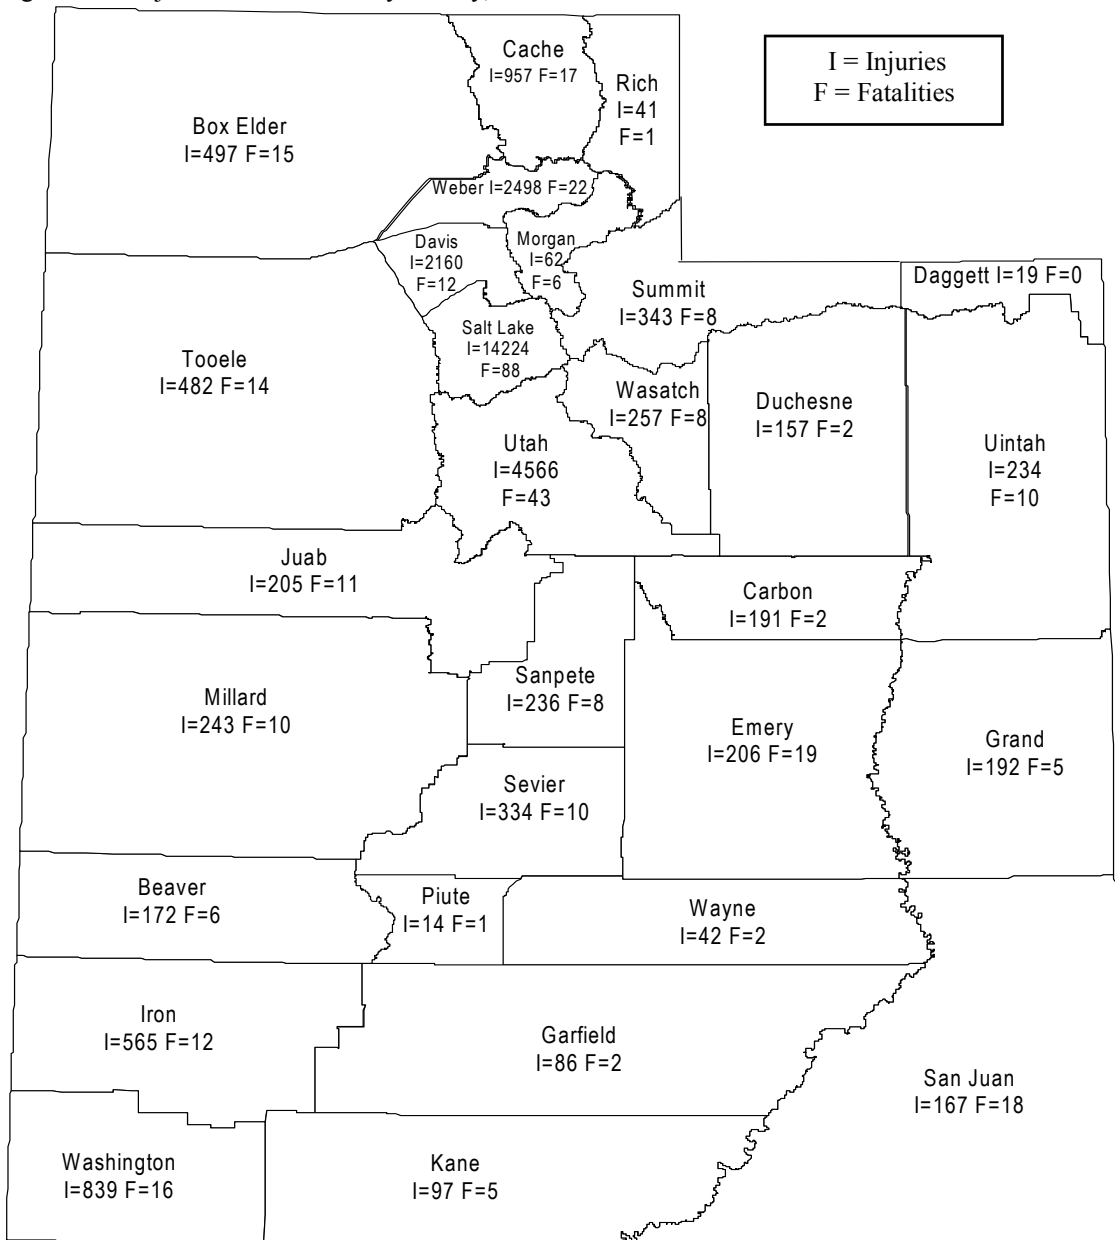 Cache
I=957 F=17
Rich
I=41
F=1
I = Injuries
F = Fatalities
Box Elder
I=497 F=15
Weber I=2498 F=22
Davis
I=2160
F=12
Morgan
I=62
F=6
Summit
I=343 F=8
Daggett I=19 F=0
Salt Lake
I=14224
F=88
Tooele
I=482 F=14
Wasatch
I=257 F=8
Duchesne
I=157 F=2
Utah
I=4566
F=43
Uintah
I=234
F=10
Juab
I=205 F=11
Carbon
I=191 F=2
Sanpete
I=236 F=8
Millard
I=243 F=10
Emery
I=206 F=19
Grand
I=192 F=5
Sevier
I=334 F=10
Beaver
I=172 F=6
Piute
I=14 F=1
Wayne
I=42 F=2
Iron
I=565 F=12
Garfield
I=86 F=2
San Juan
I=167 F=18
Washington
I=839 F=16
Kane
I=97 F=5